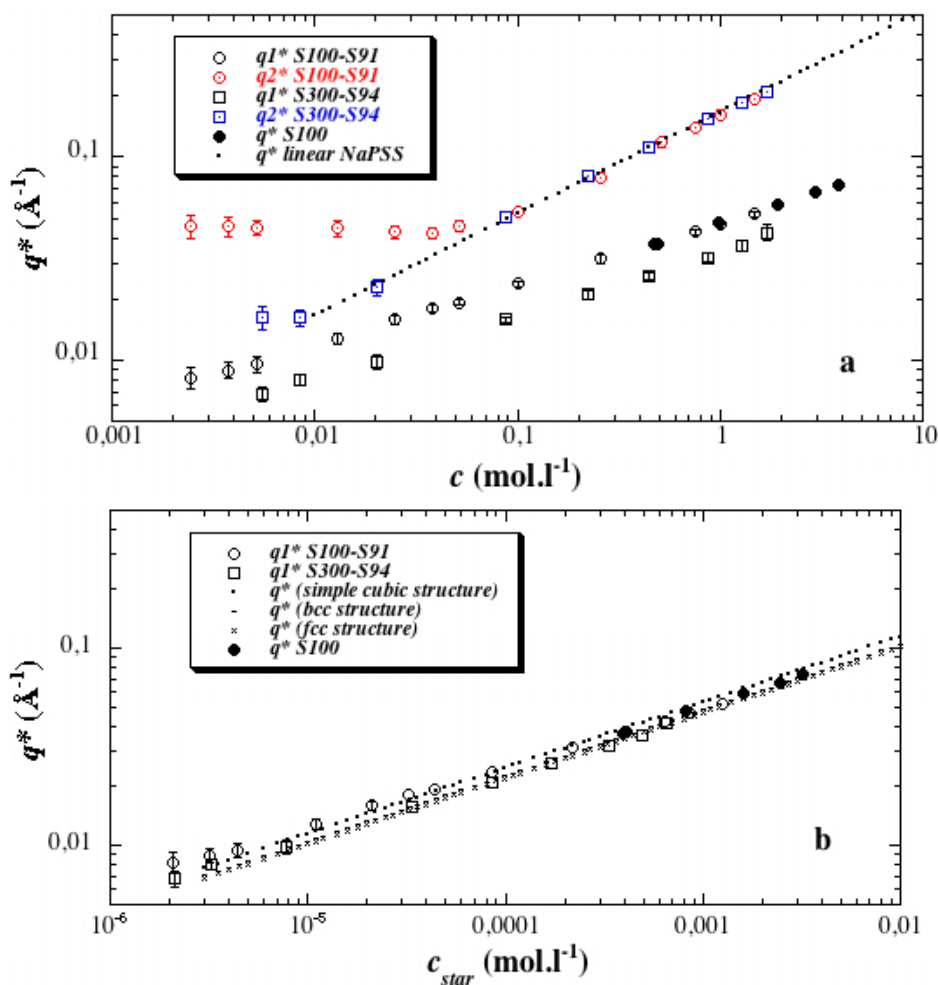 q1* S100-S91
q2* S100-S91
q1* S300-S94
q2* S300-S94
q* S100
q* linear NaPSS
0.1
0,01
q* (Å⁻¹)
a
0,001 0,01 0,1 1 10
c (mol.l⁻¹)
q1* S100-S91
q1* S300-S94
q* (simple cubic structure)
q* (bcc structure)
q* (fcc structure)
q* S100
0.1
0,01
q* (Å⁻¹)
b
10⁻⁶ 10⁻⁵ 0,0001 0,001 0,01
c_star (mol.l⁻¹)